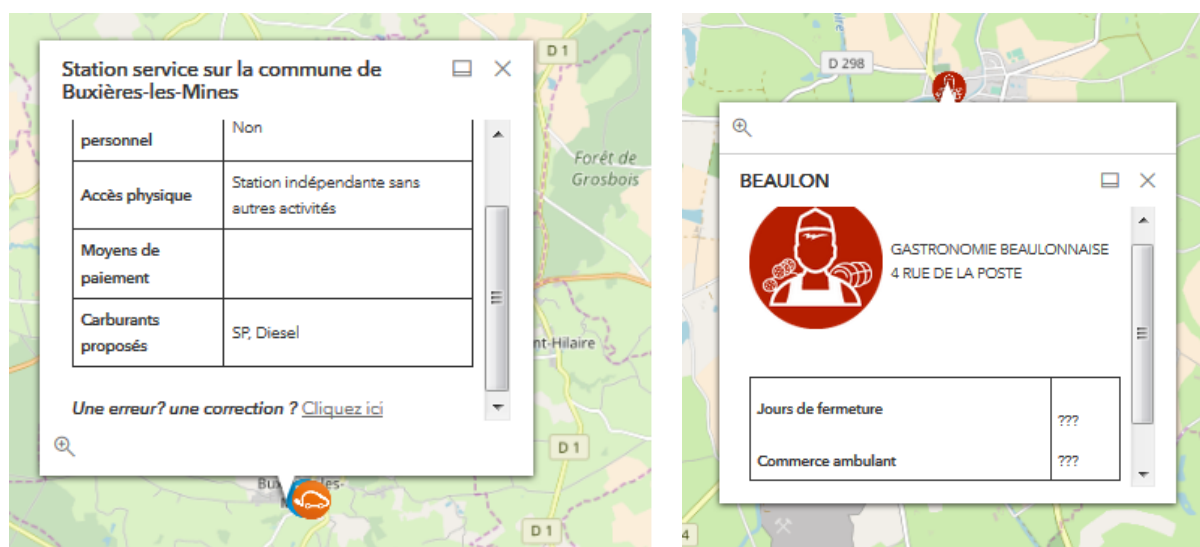 D 1
Station service sur la commune de
Buxières-les-Mines
personnel
Non
Accès physique
Station indépendante sans
autres activités
Moyens de
paiement
Carburants
proposés
SP, Diesel
Une erreur? une correction ? Cliquez ici
Forêt de
Grosbois
nt-Hilaire
D 1
Bux
les-
D 1
D 298
BEAULON
GASTRONOMIE BEAULONNAISE
4 RUE DE LA POSTE
Jours de fermeture
???
Commerce ambulant
???
4